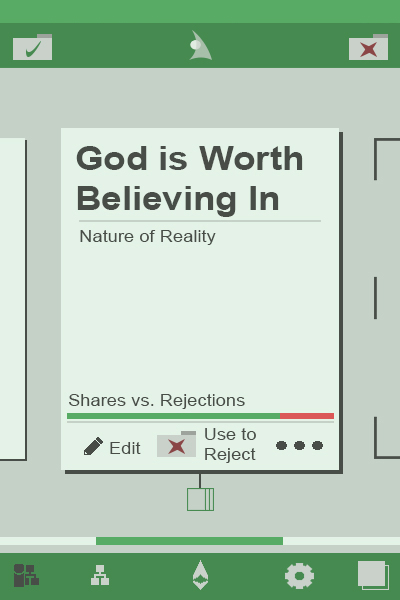 God is Worth
Believing In
Nature of Reality
Shares vs. Rejections
Edit
Use to
Reject